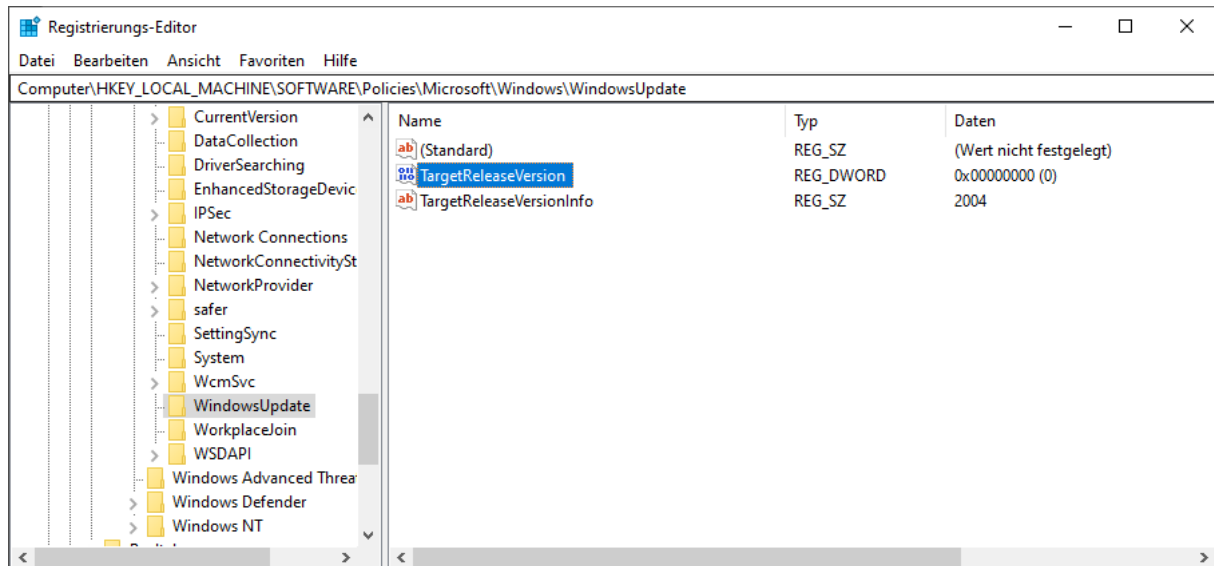 Registrierungs-Editor
Datei Bearbeiten Ansicht Favoriten Hilfe
Computer\HKEY_LOCAL_MACHINE\SOFTWARE\Policies\Microsoft\Windows\WindowsUpdate
CurrentVersion
DataCollection
DriverSearching
EnhancedStorageDevic
IPSec
Network Connections
NetworkConnectivitySt
NetworkProvider
safer
SettingSync
System
WcmSvc
WindowsUpdate
WorkplaceJoin
WSDAPI
Windows Advanced Threa
Windows Defender
Windows NT
Name Typ Daten
(Standard) REG_SZ (Wert nicht festgelegt)
TargetReleaseVersion REG_DWORD 0x00000000 (0)
TargetReleaseVersionInfo REG_SZ 2004